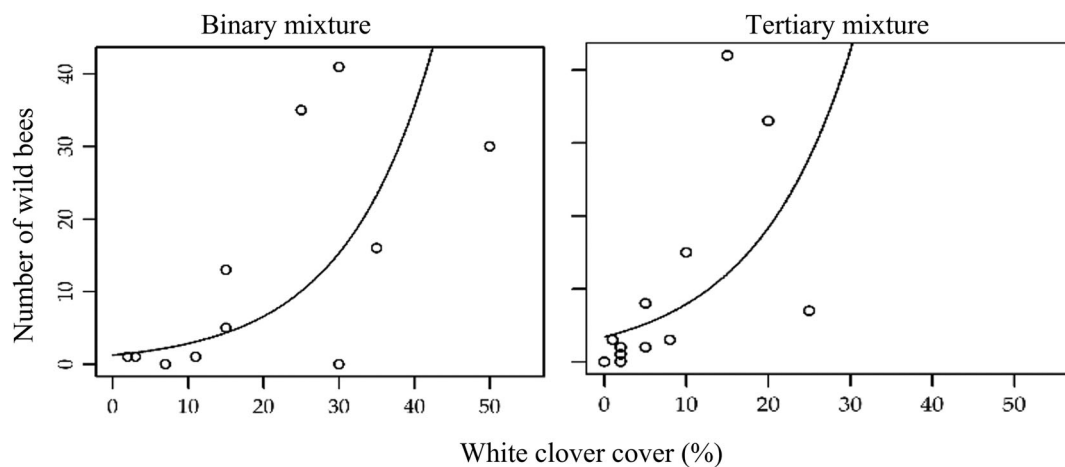 Binary mixture
Tertiary mixture
Number of wild bees
40
30
20
10
0
0 10 20 30 40 50
0 10 20 30 40 50
White clover cover (%)